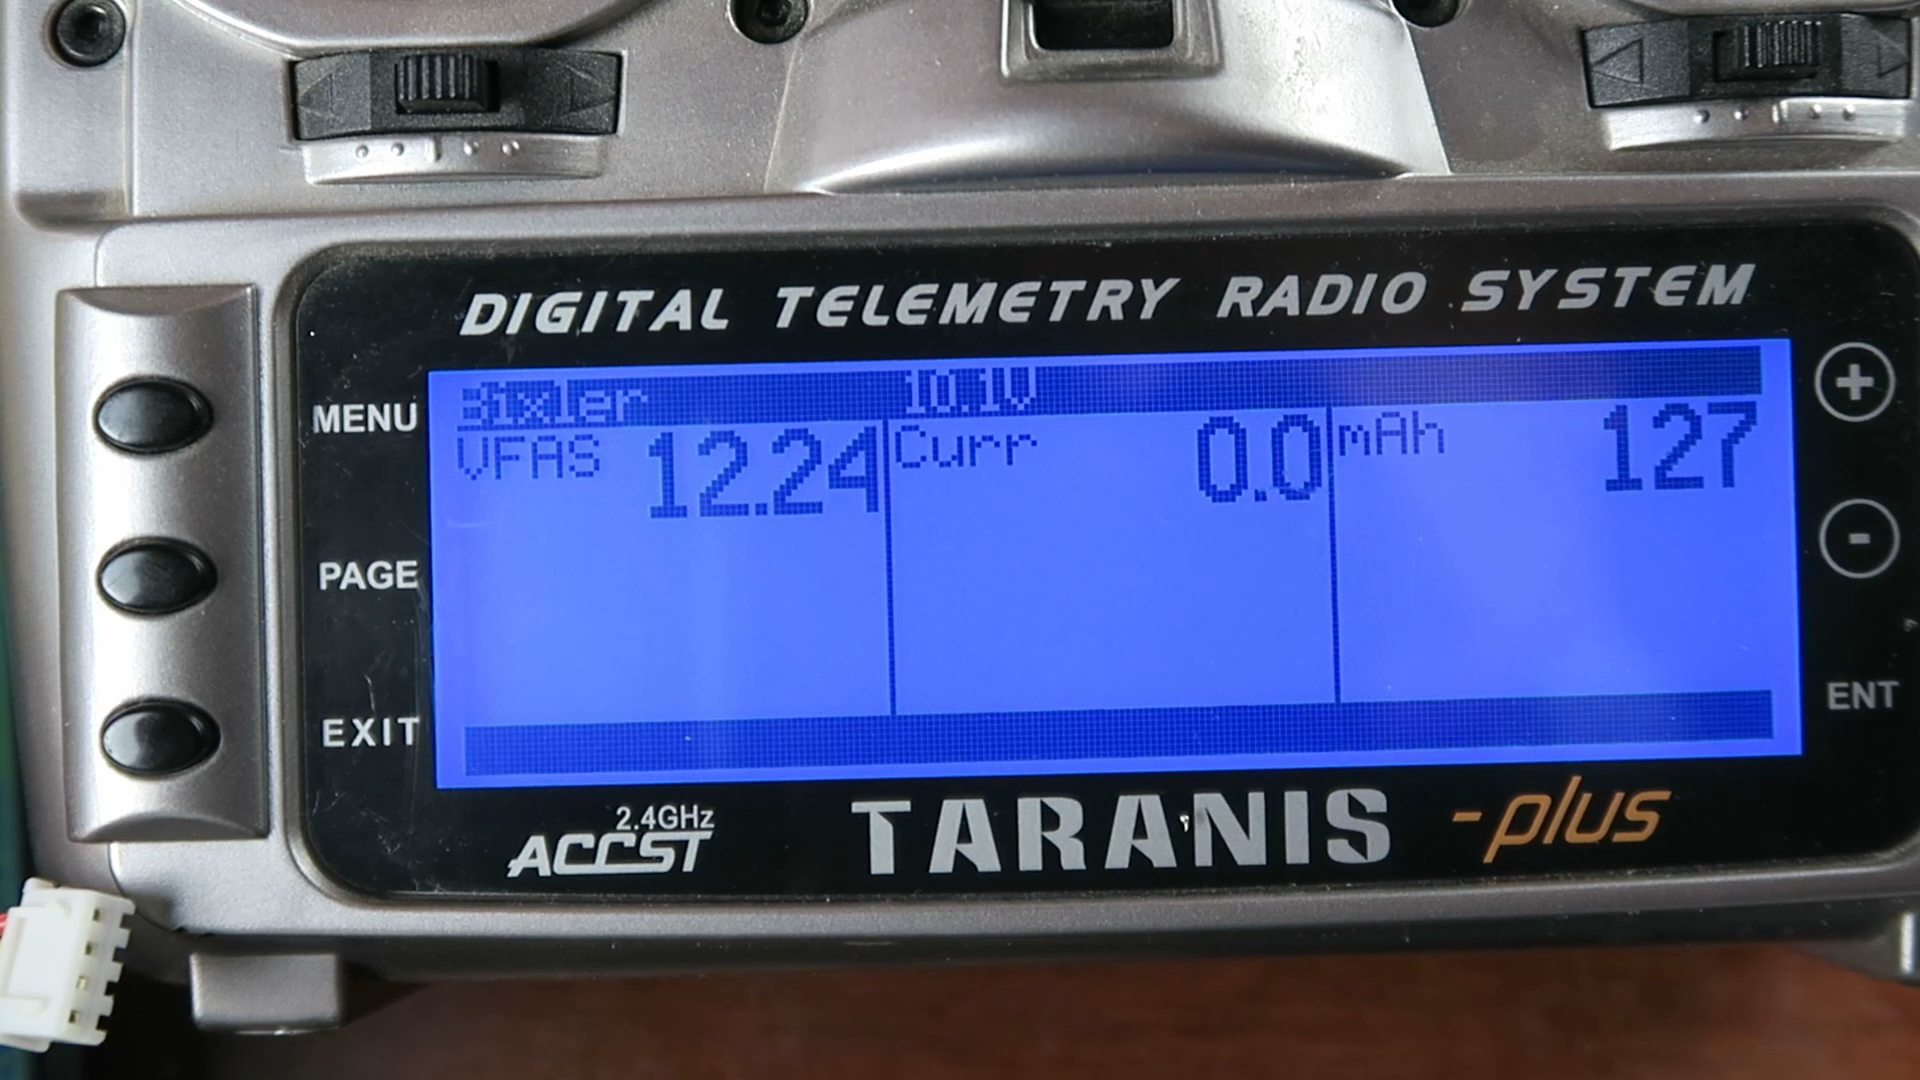 DIGITAL TELEMETRY RADIO SYSTEM
MENU
PAGE
EXIT
Bixler 10.1V
VFAS 12.24 Curr 0.0 mAh 127
+
-
ENT
2.4GHz
ACCST
TARANIS -plus